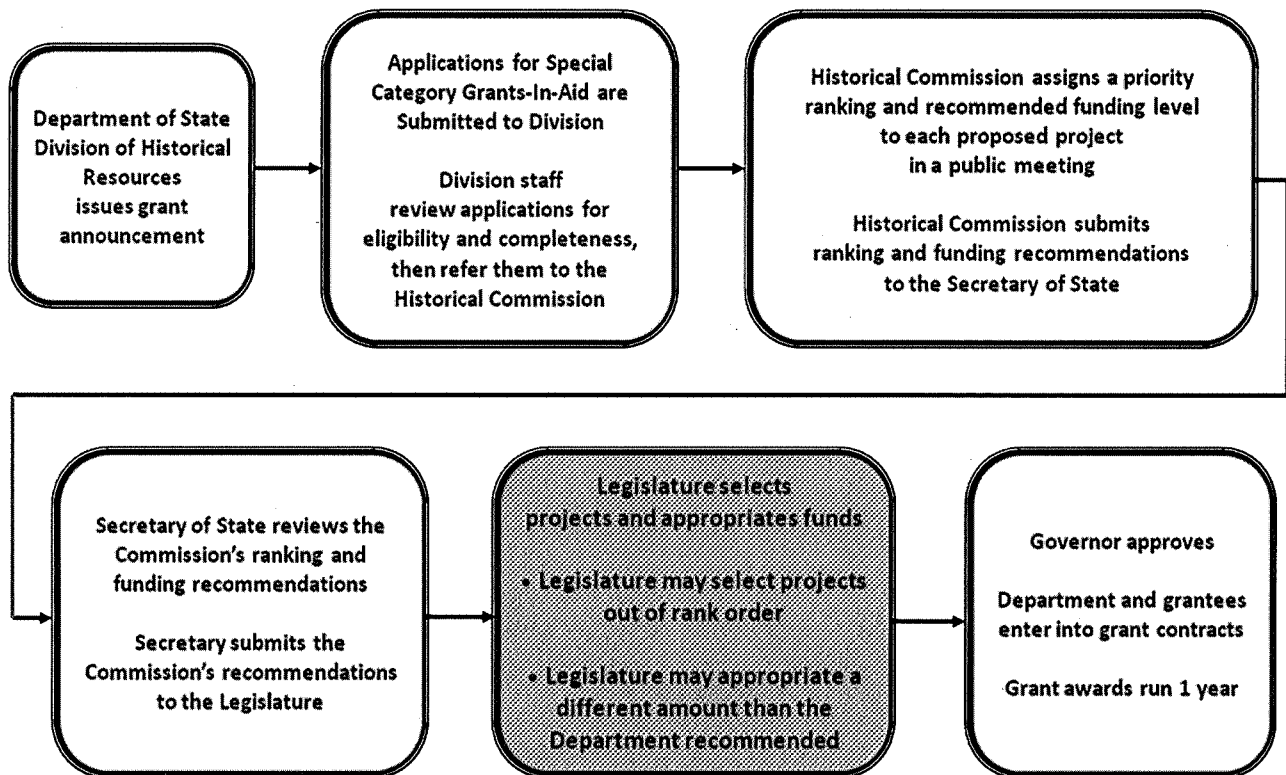 Department of State
Division of Historical
Resources
issues grant
announcement
Applications for Special
Category Grants-In-Aid are
Submitted to Division
Division staff
review applications for
eligibility and completeness,
then refer them to the
Historical Commission
Historical Commission assigns a priority
ranking and recommended funding level
to each proposed project
in a public meeting
Historical Commission submits
ranking and funding recommendations
to the Secretary of State
Secretary of State reviews the
Commission's ranking and
funding recommendations
Secretary submits the
Commission's recommendations
to the Legislature
Legislature selects
projects and appropriates funds
• Legislature may select projects
out of rank order
• Legislature may appropriate a
different amount than the
Department recommended
Governor approves
Department and grantees
enter into grant contracts
Grant awards run 1 year